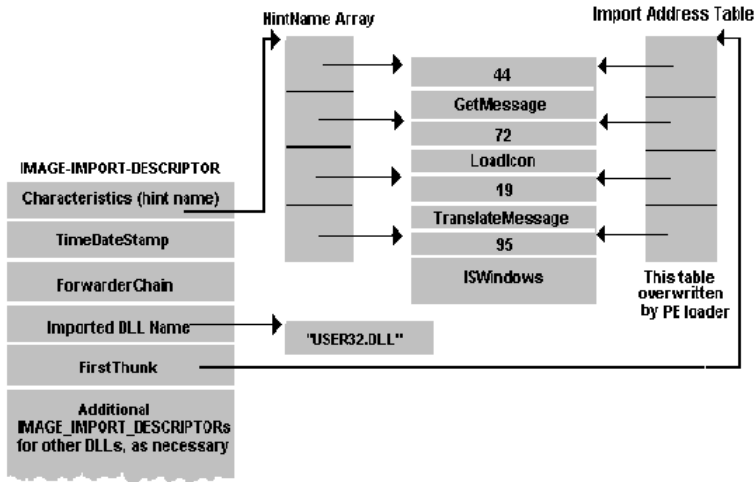 HintName Array
Import Address Table
44
GetMessage
72
LoadIcon
19
TranslateMessage
95
ISWindows
This table
overwritten
by PE loader
IMAGE-IMPORT-DESCRIPTOR
Characteristics (hint name)
TimeDateStamp
ForwarderChain
Imported DLL Name
"USER32.DLL"
FirstThunk
Additional
IMAGE_IMPORT_DESCRIPTORs
for other DLLs, as necessary